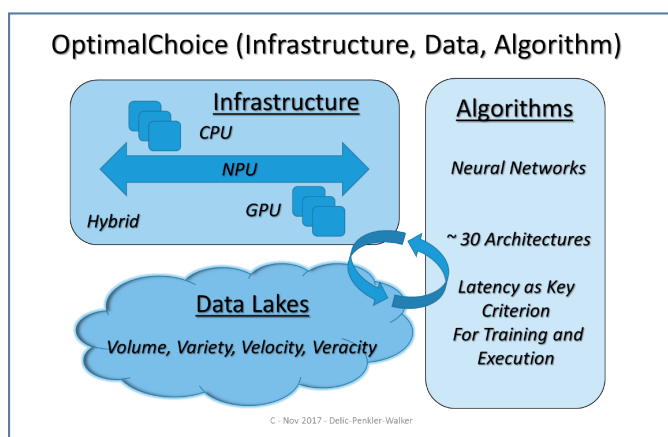 OptimalChoice (Infrastructure, Data, Algorithm)
Infrastructure
CPU
NPU
GPU
Hybrid
Algorithms
Neural Networks
~ 30 Architectures
Latency as Key
Criterion
For Training and
Execution
Data Lakes
Volume, Variety, Velocity, Veracity
C - Nov 2017 - Delic-Penkler-Walker